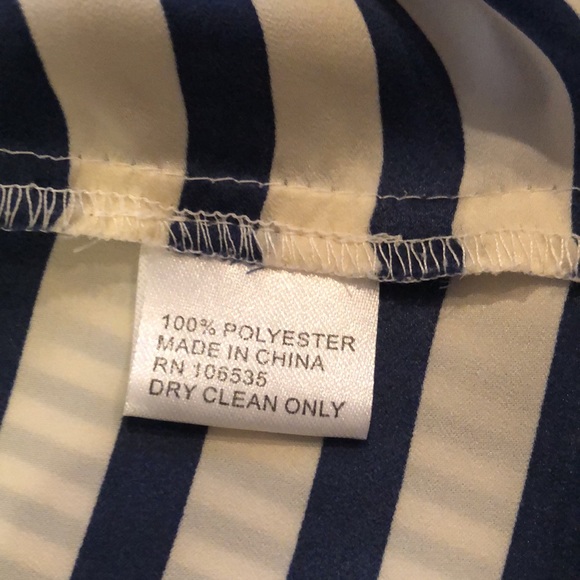 100% POLYESTER
MADE IN CHINA
RN 106535
DRY CLEAN ONLY